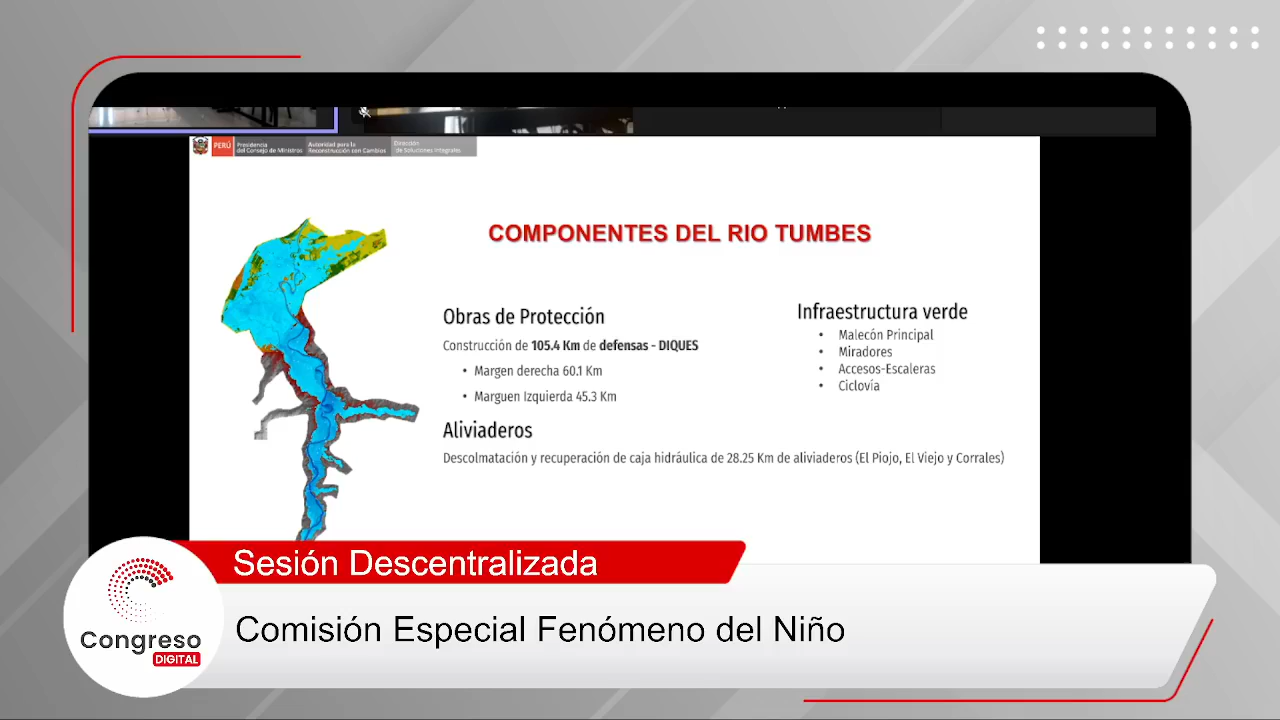 PERÚ
Presidencia
del Consejo de Ministros
Autoridad para la
Reconstrucción con Cambios
Dirección
de Soluciones Integrales
COMPONENTES DEL RIO TUMBES
Obras de Protección
Construcción de 105.4 Km de defensas - DIQUES
• Margen derecha 60.1 Km
• Marguen Izquierda 45.3 Km
Aliviaderos
Descolmatación y recuperación de caja hidráulica de 28.25 Km de aliviaderos (El Piojo, El Viejo y Corrales)
Infraestructura verde
• Malecón Principal
• Miradores
• Accesos-Escaleras
• Ciclovía
Sesión Descentralizada
Comisión Especial Fenómeno del Niño
Congreso
DIGITAL